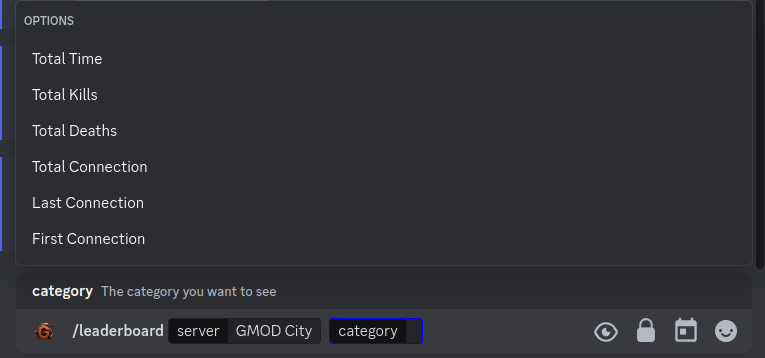 OPTIONS
Total Time
Total Kills
Total Deaths
Total Connection
Last Connection
First Connection
category The category you want to see
/leaderboard server GMOD City category